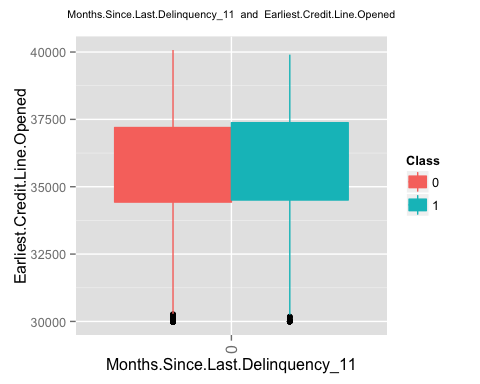 Months.Since.Last.Delinquency_11 and Earliest.Credit.Line.Opened
Earliest.Credit.Line.Opened
40000
37500
35000
32500
30000
0
Months.Since.Last.Delinquency_11
Class
0
1